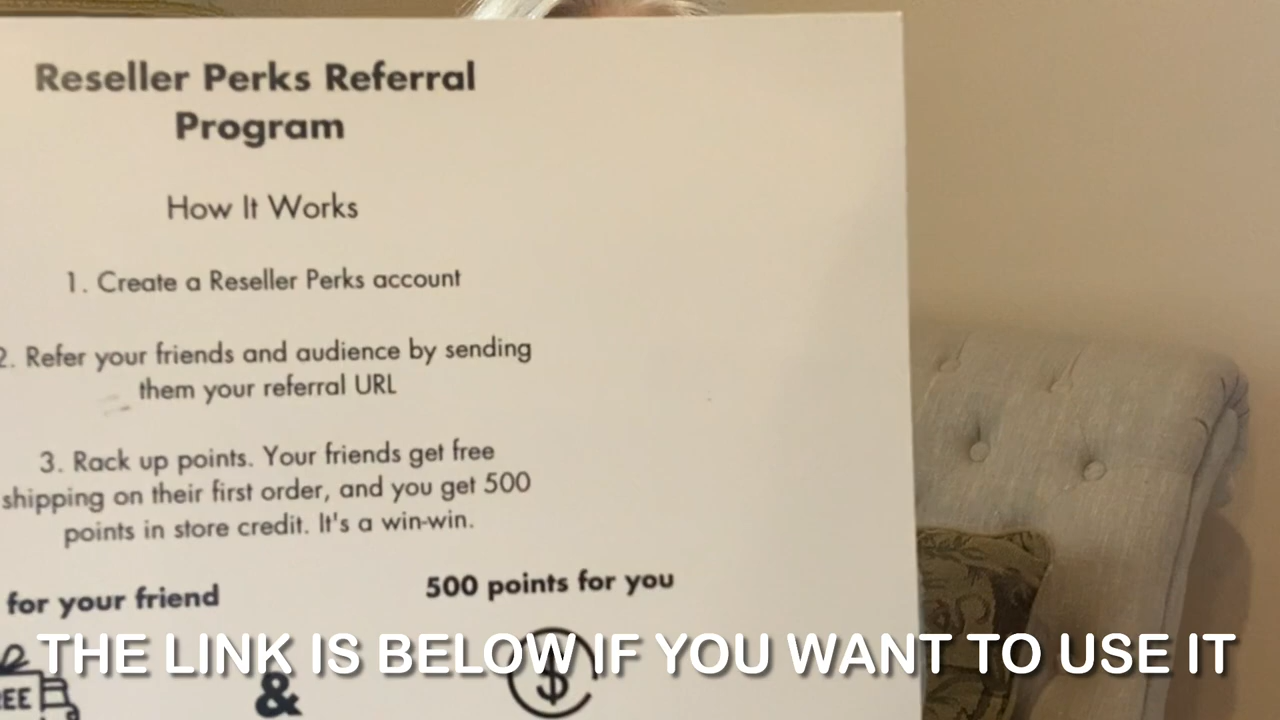 Reseller Perks Referral
Program
How It Works
1. Create a Reseller Perks account
2. Refer your friends and audience by sending
them your referral URL
3. Rack up points. Your friends get free
shipping on their first order, and you get 500
points in store credit. It's a win-win.
for your friend
500 points for you
THE LINK IS BELOW IF YOU WANT TO USE IT
EE
&
$